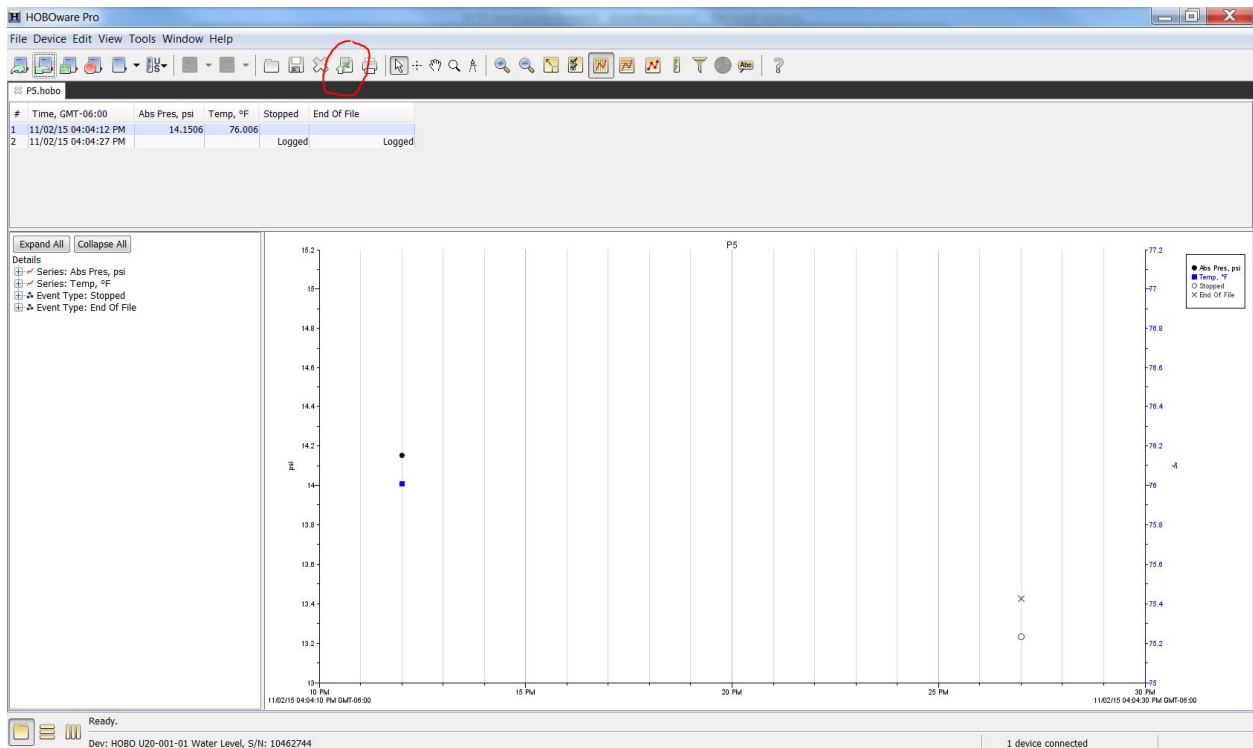 HOBOware Pro
File Device Edit View Tools Window Help
P5.hobo
# Time, GMT-06:00 Abs Pres, psi Temp, °F Stopped End Of File
1 11/02/15 04:04:12 PM 14.1506 76.006
2 11/02/15 04:04:27 PM Logged Logged
Expand All Collapse All
Details
Series: Abs Pres, psi
Series: Temp, °F
Event Type: Stopped
Event Type: End Of File
P5
15.2
15
14.8
14.6
14.4
14.2
14
13.8
13.6
13.4
13.2
13
psi
77.2
77
76.8
76.6
76.4
76.2
76
75.8
75.6
75.4
75.2
75
Abs Pres, psi
Temp, °F
Stopped
End Of File
10 PM 15 PM 20 PM 25 PM 30 PM
11/02/15 04:04:10 PM GMT-06:00 11/02/15 04:04:30 PM GMT-06:00
Ready.
Dev: HOBO U20-001-01 Water Level, S/N: 10462744 1 device connected